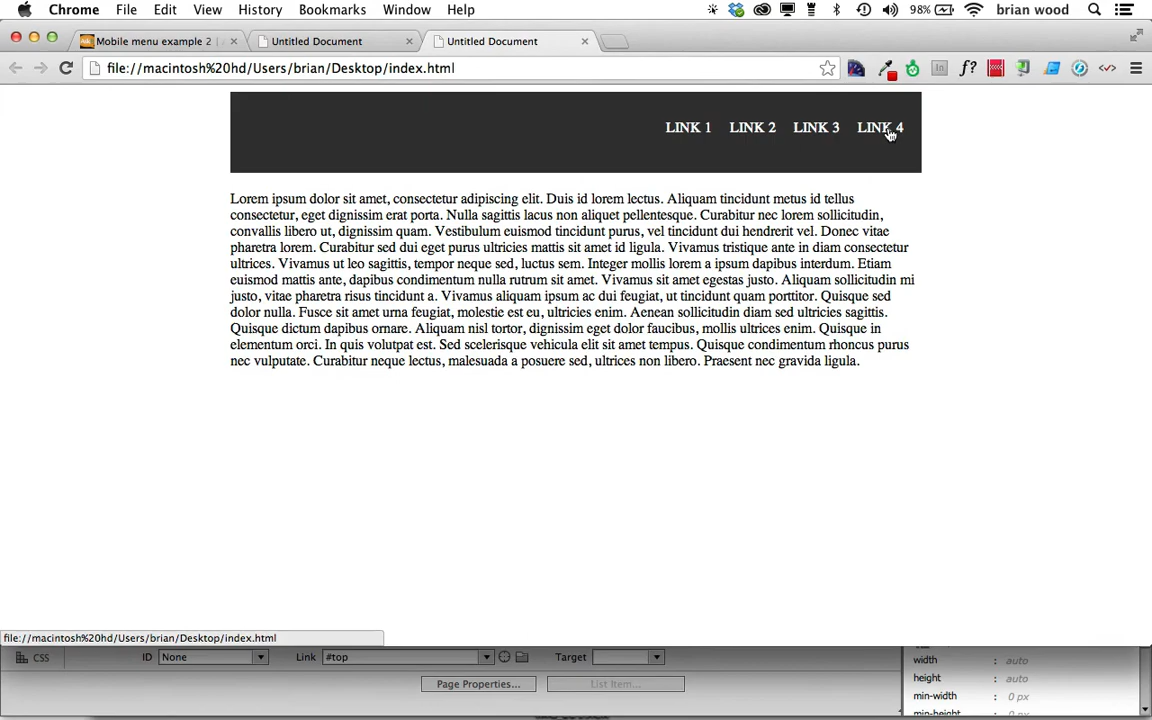 Chrome File Edit View History Bookmarks Window Help 98% brian wood
Mobile menu example 2 Untitled Document Untitled Document
file://macintosh%20hd/Users/brian/Desktop/index.html f?
LINK 1 LINK 2 LINK 3 LINK 4
Lorem ipsum dolor sit amet, consectetur adipiscing elit. Duis id lorem lectus. Aliquam tincidunt metus id tellus
consectetur, eget dignissim erat porta. Nulla sagittis lacus non aliquet pellentesque. Curabitur nec lorem sollicitudin,
convallis libero ut, dignissim quam. Vestibulum euismod tincidunt purus, vel tincidunt dui hendrerit vel. Donec vitae
pharetra lorem. Curabitur sed dui eget purus ultricies mattis sit amet id ligula. Vivamus tristique ante in diam consectetur
ultrices. Vivamus ut leo sagittis, tempor neque sed, luctus sem. Integer mollis lorem a ipsum dapibus interdum. Etiam
euismod mattis ante, dapibus condimentum nulla rutrum sit amet. Vivamus sit amet egestas justo. Aliquam sollicitudin mi
justo, vitae pharetra risus tincidunt a. Vivamus aliquam ipsum ac dui feugiat, ut tincidunt quam porttitor. Quisque sed
dolor nulla. Fusce sit amet urna feugiat, molestie est eu, ultricies enim. Aenean sollicitudin diam sed ultricies sagittis.
Quisque dictum dapibus ornare. Aliquam nisl tortor, dignissim eget dolor faucibus, mollis ultrices enim. Quisque in
elementum orci. In quis volutpat est. Sed scelerisque vehicula elit sit amet tempus. Quisque condimentum rhoncus purus
nec vulputate. Curabitur neque lectus, malesuada a posuere sed, ultrices non libero. Praesent nec gravida ligula.
file://macintosh%20hd/Users/brian/Desktop/index.html
CSS ID None Link #top Target
Page Properties... List Item...
width : auto
height : auto
min-width : 0 px
min-height : 0 px